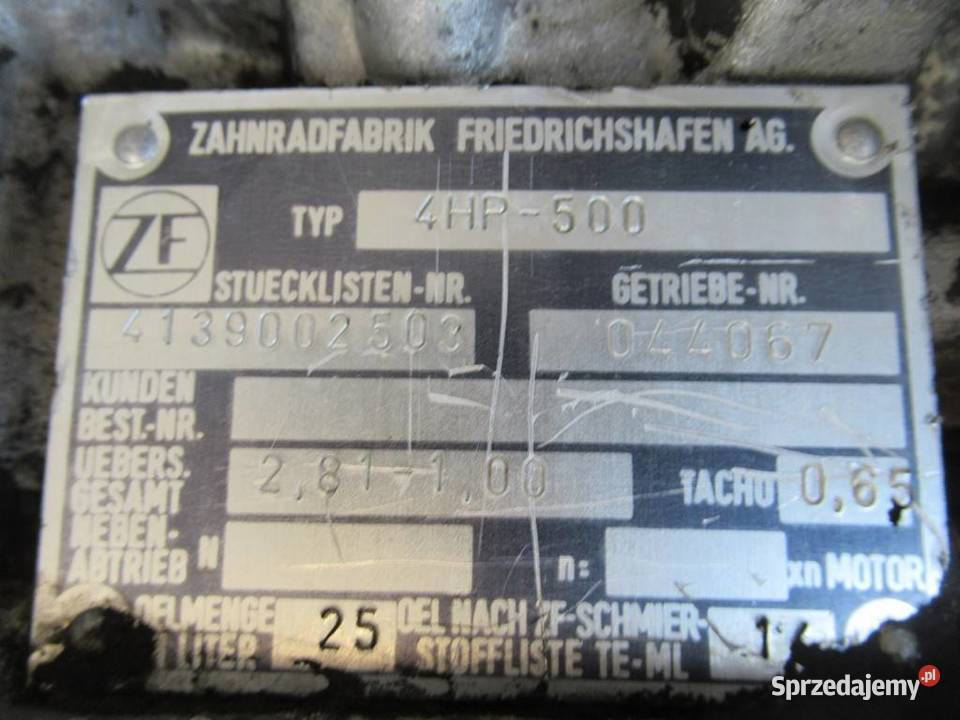 ZAHNRADFABRIK FRIEDRICHSHAFEN AG.
ZF
TYP 4HP-500
STUECKLISTEN-NR. GETRIEBE-NR.
4139002503 044067
KUNDEN
BEST.-NR.
UEBERS. 2,81-1,00 TACHO 0,65
GESAMT
NEBEN-
ABTRIEB N n: xn MOTOR
OELMENGE 25 OEL NACH ZF-SCHMIER-
LITER STOFFLISTE TE-ML
Sprzedajemy.pl